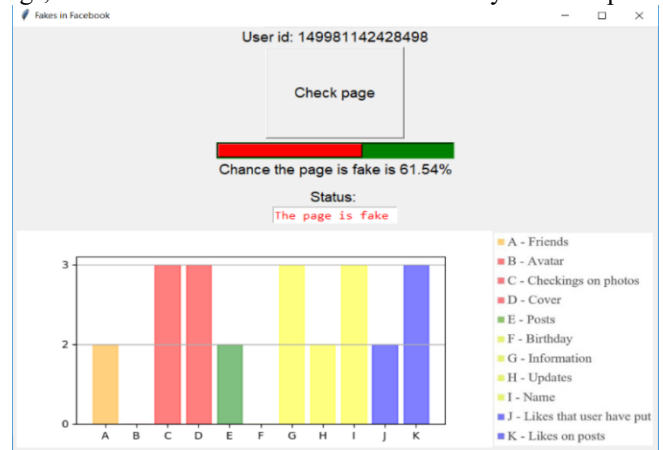 Fakes in Facebook
User id: 149981142428498
Check page
Chance the page is fake is 61.54%
Status:
The page is fake
3
2
0
A B C D E F G H I J K
A - Friends
B - Avatar
C - Checkings on photos
D - Cover
E - Posts
F - Birthday
G - Information
H - Updates
I - Name
J - Likes that user have put
K - Likes on posts